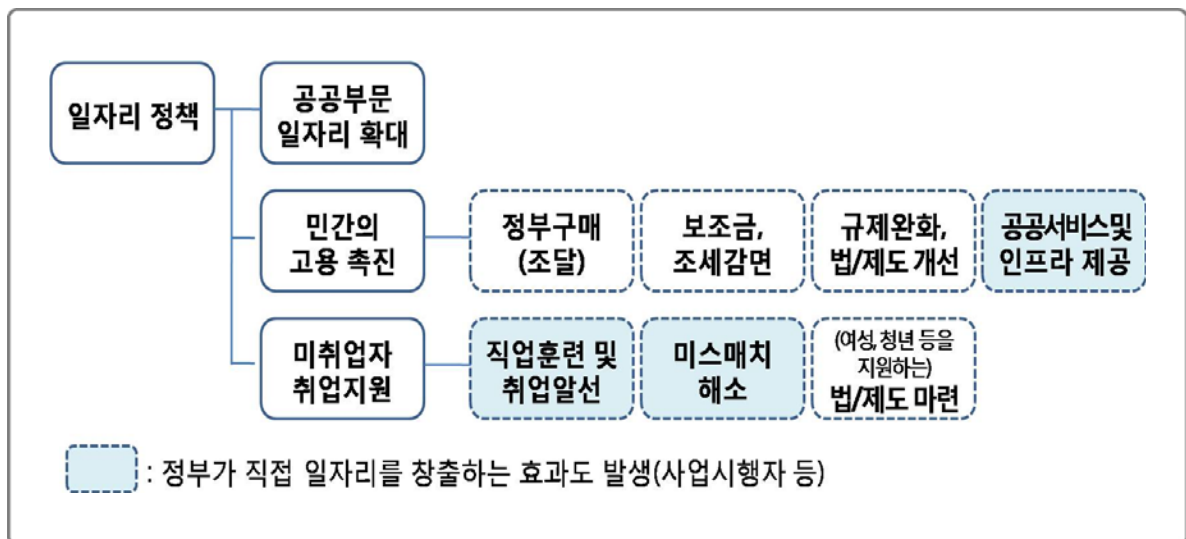 일자리 정책
공공부문
일자리 확대
민간의
고용 촉진
정부구매
(조달)
보조금,
조세감면
규제완화,
법/제도 개선
공공서비스및
인프라 제공
미취업자
취업지원
직업훈련 및
취업알선
미스매치
해소
(여성,청년 등을
지원하는)
법/제도 마련
: 정부가 직접 일자리를 창출하는 효과도 발생(사업시행자 등)